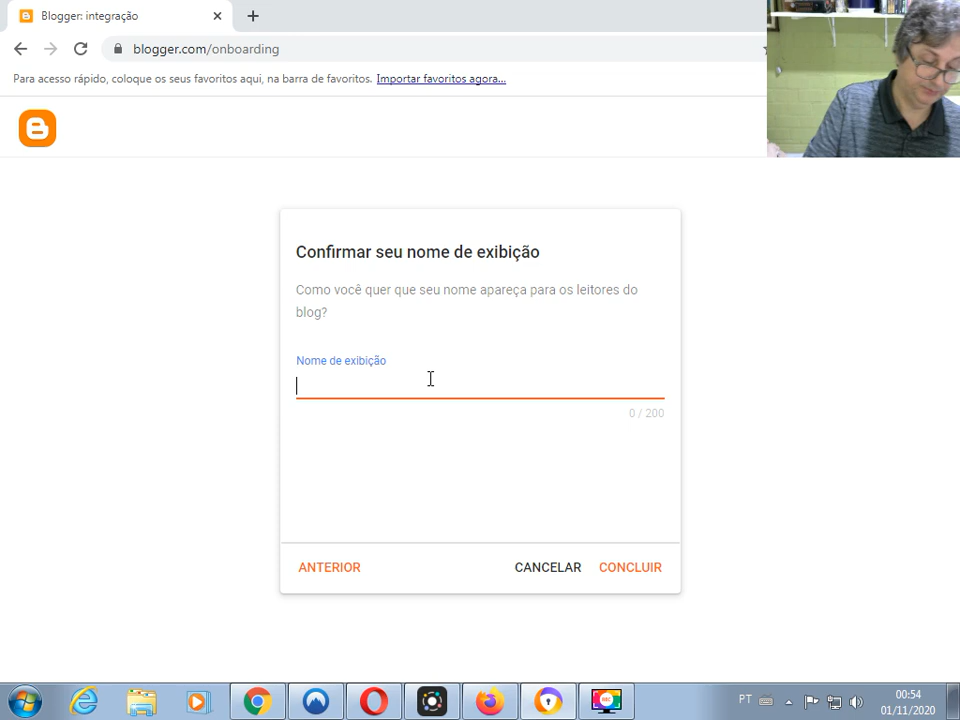 Blogger: integração
blogger.com/onboarding
Para acesso rápido, coloque os seus favoritos aqui, na barra de favoritos. Importar favoritos agora...
Confirmar seu nome de exibição
Como você quer que seu nome apareça para os leitores do
blog?
Nome de exibição
0 / 200
ANTERIOR CANCELAR CONCLUIR
PT
00:54
01/11/2020